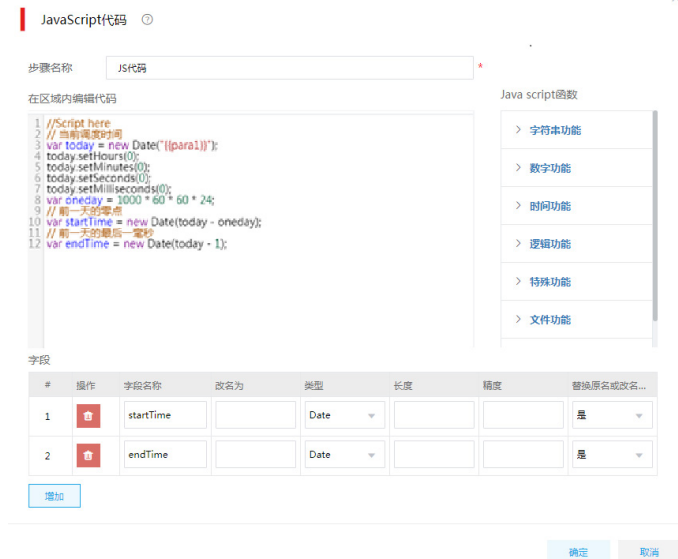 JavaScript代码
步骤名称 JS代码 *
在区域内编辑代码
1 //Script here
2 // 当前调度时间
3 var today = new Date("{{para1}}");
4 today.setHours(0);
5 today.setMinutes(0);
6 today.setSeconds(0);
7 today.setMilliseconds(0);
8 var oneday = 1000 * 60 * 60 * 24;
9 // 前一天的零点
10 var startTime = new Date(today - oneday);
11 // 前一天的最后一毫秒
12 var endTime = new Date(today - 1);
Java script函数
字符串功能
数字功能
时间功能
逻辑功能
特殊功能
文件功能
字段
# 操作 字段名称 改名为 类型 长度 精度 替换原名或改名...
1 startTime Date 是
2 endTime Date 是
增加
确定 取消